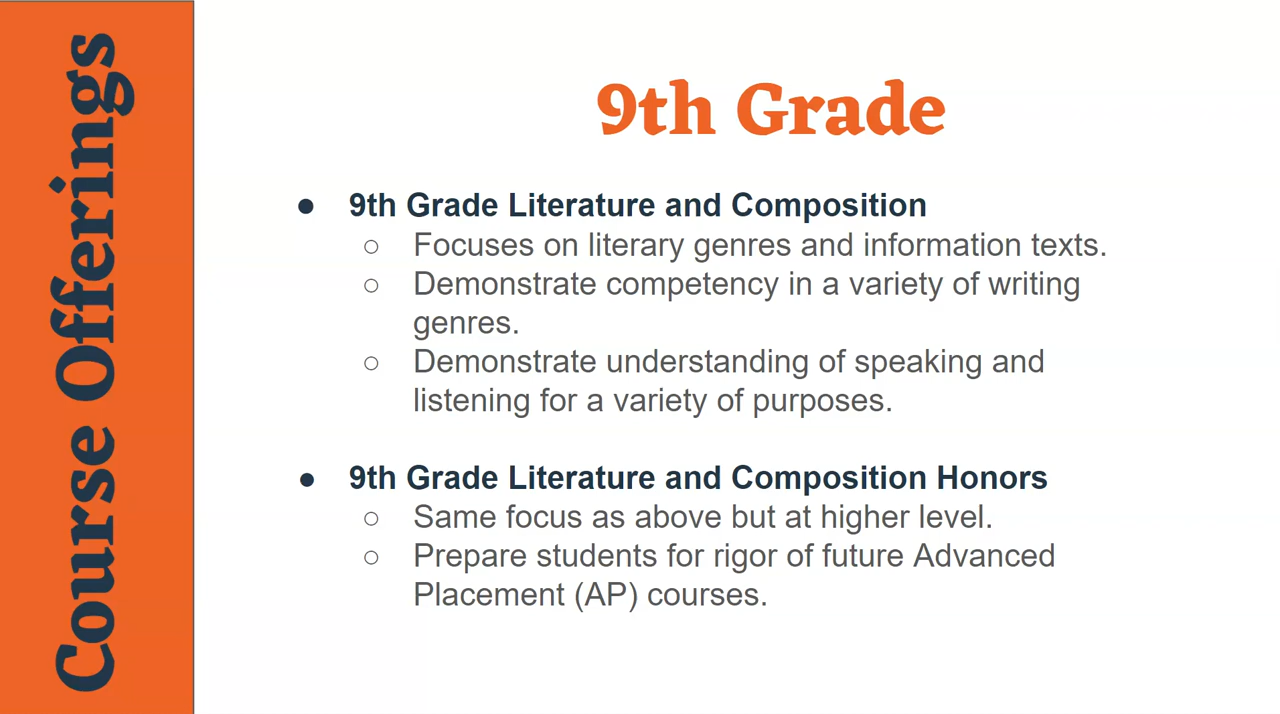 Course Offerings
9th Grade
● 9th Grade Literature and Composition
○ Focuses on literary genres and information texts.
○ Demonstrate competency in a variety of writing
genres.
○ Demonstrate understanding of speaking and
listening for a variety of purposes.
● 9th Grade Literature and Composition Honors
○ Same focus as above but at higher level.
○ Prepare students for rigor of future Advanced
Placement (AP) courses.